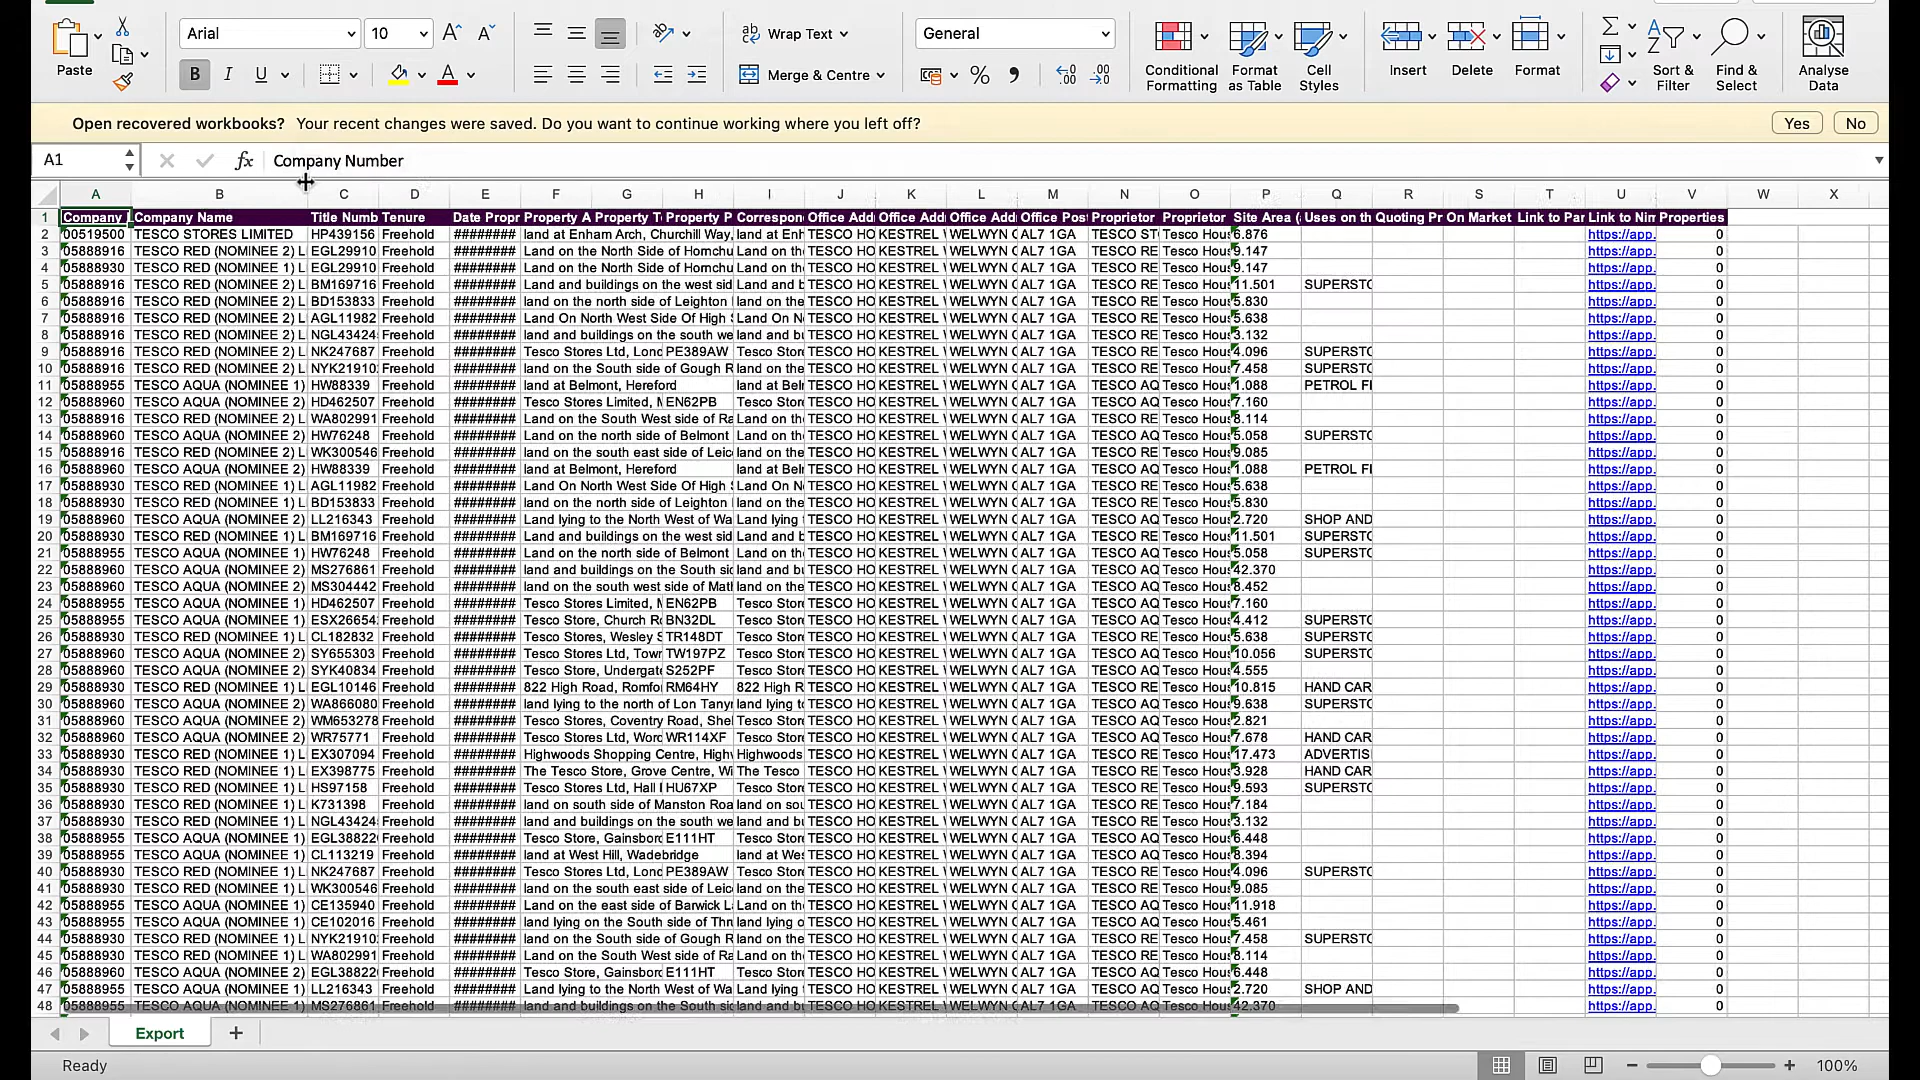 Paste Arial 10 Wrap Text General Merge & Centre Conditional Formatting Format as Table Cell Styles Insert Delete Format Sort & Filter Find & Select Analyse Data
Open recovered workbooks? Your recent changes were saved. Do you want to continue working where you left off? Yes No
A1 fx Company Number
A B C D E F G H I J K L M N O P Q R S T U V W X
1 Company Company Name Title Numb Tenure Date Propr Property A Property T Property P Correspon Office Addr Office Addr Office Addr Office Post Proprietor Proprietor Site Area Uses on th Quoting Pr On Market Link to Par Link to Nim Properties
2 00519500 TESCO STORES LIMITED HP439156 Freehold ######## land at Enham Arch, Churchill Way, land at Enh TESCO HO KESTREL WELWYN AL7 1GA TESCO ST Tesco Hou 6.876 https://app. 0
3 05888916 TESCO RED (NOMINEE 2) L EGL29910 Freehold ######## Land on the North Side of Hornchu Land on the TESCO HO KESTREL WELWYN AL7 1GA TESCO RE Tesco Hou 9.147 https://app. 0
4 05888930 TESCO RED (NOMINEE 1) L EGL29910 Freehold ######## Land on the North Side of Hornchu Land on the TESCO HO KESTREL WELWYN AL7 1GA TESCO RE Tesco Hou 9.147 https://app. 0
5 05888916 TESCO RED (NOMINEE 2) L BM169716 Freehold ######## Land and buildings on the west sid Land and b TESCO HO KESTREL WELWYN AL7 1GA TESCO RE Tesco Hou 11.501 SUPERSTO https://app. 0
6 05888916 TESCO RED (NOMINEE 2) L BD153833 Freehold ######## land on the north side of Leighton land on the TESCO HO KESTREL WELWYN AL7 1GA TESCO RE Tesco Hou 5.830 https://app. 0
7 05888916 TESCO RED (NOMINEE 2) L AGL11982 Freehold ######## Land On North West Side Of High Land On No TESCO HO KESTREL WELWYN AL7 1GA TESCO RE Tesco Hou 5.638 https://app. 0
8 05888916 TESCO RED (NOMINEE 2) L NGL43424 Freehold ######## land and buildings on the south we land and bu TESCO HO KESTREL WELWYN AL7 1GA TESCO RE Tesco Hou 3.132 https://app. 0
9 05888916 TESCO RED (NOMINEE 2) L NK247687 Freehold ######## Tesco Stores Ltd, Lond PE389AW Tesco Stor TESCO HO KESTREL WELWYN AL7 1GA TESCO RE Tesco Hou 4.096 SUPERSTO https://app. 0
10 05888916 TESCO RED (NOMINEE 2) L NYK21910 Freehold ######## land on the South side of Gough R Land on the TESCO HO KESTREL WELWYN AL7 1GA TESCO RE Tesco Hou 7.458 SUPERSTO https://app. 0
11 05888955 TESCO AQUA (NOMINEE 1) HW88339 Freehold ######## land at Belmont, Hereford land at Bel TESCO HO KESTREL WELWYN AL7 1GA TESCO AQ Tesco Hou 1.088 PETROL FI https://app. 0
12 05888960 TESCO AQUA (NOMINEE 2) HD462507 Freehold ######## Tesco Stores Limited, EN62PB Tesco Stor TESCO HO KESTREL WELWYN AL7 1GA TESCO AQ Tesco Hou 7.160 https://app. 0
13 05888916 TESCO RED (NOMINEE 2) L WA802991 Freehold ######## Land on the South West side of Ra Land on the TESCO HO KESTREL WELWYN AL7 1GA TESCO RE Tesco Hou 8.114 https://app. 0
14 05888960 TESCO AQUA (NOMINEE 2) HW76248 Freehold ######## Land on the north side of Belmont Land on the TESCO HO KESTREL WELWYN AL7 1GA TESCO AQ Tesco Hou 5.058 SUPERSTO https://app. 0
15 05888916 TESCO RED (NOMINEE 2) L WK300546 Freehold ######## land on the south east side of Leic Land on the TESCO HO KESTREL WELWYN AL7 1GA TESCO RE Tesco Hou 9.085 https://app. 0
16 05888960 TESCO AQUA (NOMINEE 2) HW88339 Freehold ######## land at Belmont, Hereford land at Bel TESCO HO KESTREL WELWYN AL7 1GA TESCO AQ Tesco Hou 1.088 PETROL FI https://app. 0
17 05888930 TESCO RED (NOMINEE 1) L AGL11982 Freehold ######## Land On North West Side Of High Land On No TESCO HO KESTREL WELWYN AL7 1GA TESCO RE Tesco Hou 5.638 https://app. 0
18 05888930 TESCO RED (NOMINEE 1) L BD153833 Freehold ######## land on the north side of Leighton land on the TESCO HO KESTREL WELWYN AL7 1GA TESCO RE Tesco Hou 5.830 https://app. 0
19 05888960 TESCO AQUA (NOMINEE 2) LL216343 Freehold ######## Land lying to the North West of Wa Land lying TESCO HO KESTREL WELWYN AL7 1GA TESCO AQ Tesco Hou 2.720 SHOP AND https://app. 0
20 05888930 TESCO RED (NOMINEE 1) L BM169716 Freehold ######## Land and buildings on the west sid Land and b TESCO HO KESTREL WELWYN AL7 1GA TESCO RE Tesco Hou 11.501 SUPERSTO https://app. 0
21 05888955 TESCO AQUA (NOMINEE 1) HW76248 Freehold ######## Land on the north side of Belmont Land on the TESCO HO KESTREL WELWYN AL7 1GA TESCO AQ Tesco Hou 5.058 SUPERSTO https://app. 0
22 05888960 TESCO AQUA (NOMINEE 2) MS276861 Freehold ######## land and buildings on the South sid land and bu TESCO HO KESTREL WELWYN AL7 1GA TESCO AQ Tesco Hou 42.370 https://app. 0
23 05888960 TESCO AQUA (NOMINEE 2) MS304442 Freehold ######## land on the south west side of Mat land on the TESCO HO KESTREL WELWYN AL7 1GA TESCO AQ Tesco Hou 8.452 https://app. 0
24 05888955 TESCO AQUA (NOMINEE 1) HD462507 Freehold ######## Tesco Stores Limited, EN62PB Tesco Stor TESCO HO KESTREL WELWYN AL7 1GA TESCO AQ Tesco Hou 7.160 https://app. 0
25 05888955 TESCO AQUA (NOMINEE 1) ESX26654 Freehold ######## Tesco Store, Church Ro BN32DL Tesco Stor TESCO HO KESTREL WELWYN AL7 1GA TESCO AQ Tesco Hou 4.412 SUPERSTO https://app. 0
26 05888930 TESCO RED (NOMINEE 1) L CL182832 Freehold ######## Tesco Stores, Wesley S TR148DT Tesco Stor TESCO HO KESTREL WELWYN AL7 1GA TESCO RE Tesco Hou 5.638 SUPERSTO https://app. 0
27 05888960 TESCO AQUA (NOMINEE 2) SY655303 Freehold ######## Tesco Stores Ltd, Town TW197PZ Tesco Stor TESCO HO KESTREL WELWYN AL7 1GA TESCO AQ Tesco Hou 10.056 SUPERSTO https://app. 0
28 05888960 TESCO AQUA (NOMINEE 2) SYK40834 Freehold ######## Tesco Store, Undergate S252PF Tesco Stor TESCO HO KESTREL WELWYN AL7 1GA TESCO AQ Tesco Hou 4.555 https://app. 0
29 05888930 TESCO RED (NOMINEE 1) L EGL10146 Freehold ######## 822 High Road, Romfo RM64HY 822 High R TESCO HO KESTREL WELWYN AL7 1GA TESCO RE Tesco Hou 10.815 HAND CAR https://app. 0
30 05888960 TESCO AQUA (NOMINEE 2) WA866080 Freehold ######## land lying to the north of Lon Tanyr land lying to TESCO HO KESTREL WELWYN AL7 1GA TESCO AQ Tesco Hou 9.638 SUPERSTO https://app. 0
31 05888960 TESCO AQUA (NOMINEE 2) WM653278 Freehold ######## Tesco Stores, Coventry Road, She Tesco Stor TESCO HO KESTREL WELWYN AL7 1GA TESCO AQ Tesco Hou 2.821 https://app. 0
32 05888960 TESCO AQUA (NOMINEE 2) WR75771 Freehold ######## Tesco Stores Ltd, Worc WR114XF Tesco Stor TESCO HO KESTREL WELWYN AL7 1GA TESCO AQ Tesco Hou 7.678 HAND CAR https://app. 0
33 05888930 TESCO RED (NOMINEE 1) L EX307094 Freehold ######## Highwoods Shopping Centre, High Highwoods TESCO HO KESTREL WELWYN AL7 1GA TESCO RE Tesco Hou 17.473 ADVERTIS https://app. 0
34 05888930 TESCO RED (NOMINEE 1) L EX398775 Freehold ######## The Tesco Store, Grove Centre, Wi The Tesco TESCO HO KESTREL WELWYN AL7 1GA TESCO RE Tesco Hou 3.928 HAND CAR https://app. 0
35 05888930 TESCO RED (NOMINEE 1) L HS97158 Freehold ######## Tesco Stores Ltd, Hall HU67XP Tesco Stor TESCO HO KESTREL WELWYN AL7 1GA TESCO RE Tesco Hou 9.593 SUPERSTO https://app. 0
36 05888930 TESCO RED (NOMINEE 1) L K731398 Freehold ######## land on south side of Manston Roa land on sou TESCO HO KESTREL WELWYN AL7 1GA TESCO RE Tesco Hou 7.184 https://app. 0
37 05888930 TESCO RED (NOMINEE 1) L NGL43424 Freehold ######## land and buildings on the south we land and bu TESCO HO KESTREL WELWYN AL7 1GA TESCO RE Tesco Hou 3.132 https://app. 0
38 05888955 TESCO AQUA (NOMINEE 1) EGL38822 Freehold ######## Tesco Store, Gainsboro E111HT Tesco Stor TESCO HO KESTREL WELWYN AL7 1GA TESCO AQ Tesco Hou 6.448 https://app. 0
39 05888955 TESCO AQUA (NOMINEE 1) CL113219 Freehold ######## land at West Hill, Wadebridge land at Wes TESCO HO KESTREL WELWYN AL7 1GA TESCO AQ Tesco Hou 8.394 https://app. 0
40 05888930 TESCO RED (NOMINEE 1) L NK247687 Freehold ######## Tesco Stores Ltd, Lond PE389AW Tesco Stor TESCO HO KESTREL WELWYN AL7 1GA TESCO RE Tesco Hou 4.096 SUPERSTO https://app. 0
41 05888930 TESCO RED (NOMINEE 1) L WK300546 Freehold ######## land on the south east side of Leic Land on the TESCO HO KESTREL WELWYN AL7 1GA TESCO RE Tesco Hou 9.085 https://app. 0
42 05888955 TESCO AQUA (NOMINEE 1) CE135940 Freehold ######## Land on the east side of Barwick L Land on the TESCO HO KESTREL WELWYN AL7 1GA TESCO AQ Tesco Hou 11.918 https://app. 0
43 05888955 TESCO AQUA (NOMINEE 1) CE102016 Freehold ######## land lying on the South side of Thr land lying o TESCO HO KESTREL WELWYN AL7 1GA TESCO AQ Tesco Hou 5.461 https://app. 0
44 05888930 TESCO RED (NOMINEE 1) L NYK21910 Freehold ######## land on the South side of Gough R Land on the TESCO HO KESTREL WELWYN AL7 1GA TESCO RE Tesco Hou 7.458 SUPERSTO https://app. 0
45 05888930 TESCO RED (NOMINEE 1) L WA802991 Freehold ######## Land on the South West side of Ra Land on the TESCO HO KESTREL WELWYN AL7 1GA TESCO RE Tesco Hou 8.114 https://app. 0
46 05888960 TESCO AQUA (NOMINEE 2) EGL38822 Freehold ######## Tesco Store, Gainsboro E111HT Tesco Stor TESCO HO KESTREL WELWYN AL7 1GA TESCO AQ Tesco Hou 6.448 https://app. 0
47 05888955 TESCO AQUA (NOMINEE 1) LL216343 Freehold ######## Land lying to the North West of Wa Land lying TESCO HO KESTREL WELWYN AL7 1GA TESCO AQ Tesco Hou 2.720 SHOP AND https://app. 0
48 05888955 TESCO AQUA (NOMINEE 1) MS276861 Freehold ######## land and buildings on the South sid land and bu TESCO HO KESTREL WELWYN AL7 1GA TESCO AQ Tesco Hou 42.370 https://app. 0
Export
Ready 100%